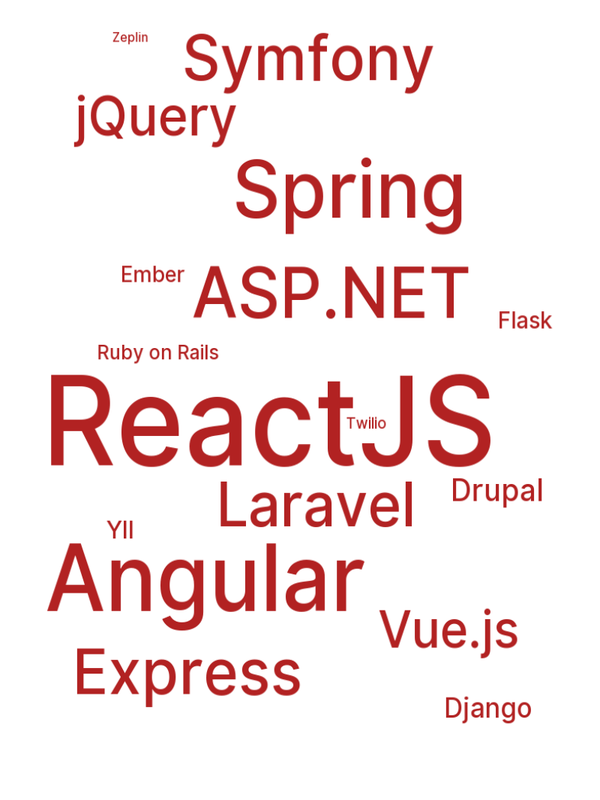 Zeplin
Symfony
jQuery
Spring
Ember
ASP.NET
Flask
Ruby on Rails
ReactJS
Twilio
Laravel
Drupal
YII
Angular
Vue.js
Express
Django